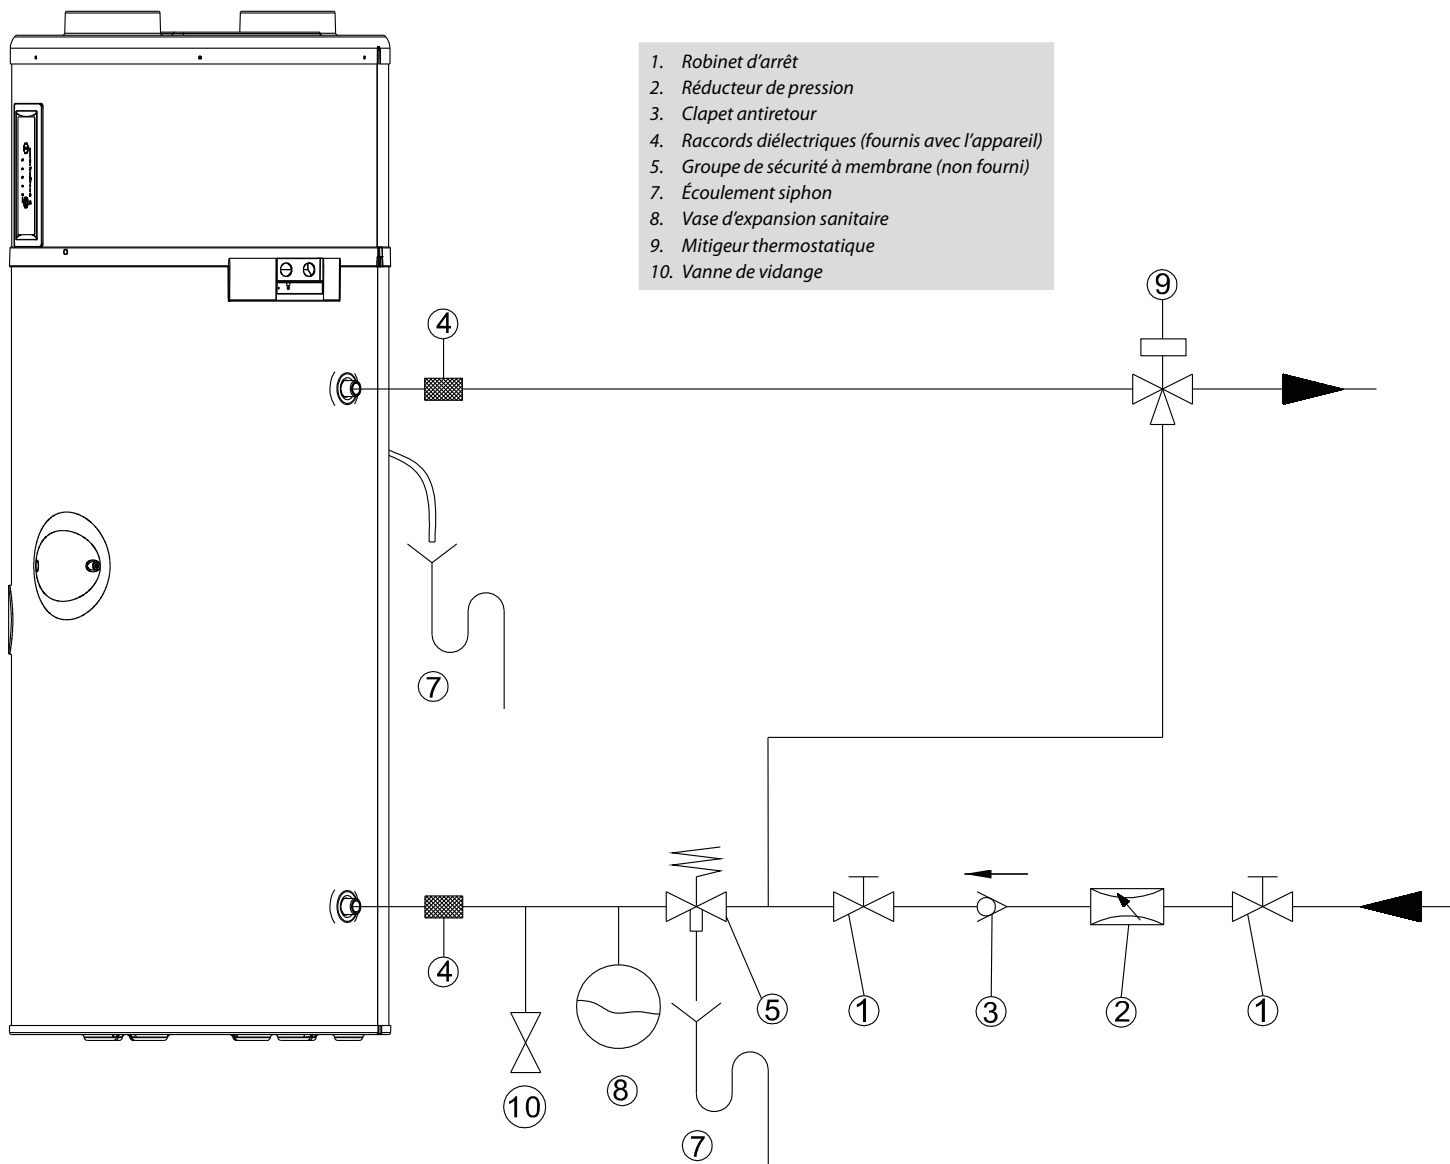 1. Robinet d'arrêt
2. Réducteur de pression
3. Clapet antiretour
4. Raccords diélectriques (fournis avec l'appareil)
5. Groupe de sécurité à membrane (non fourni)
7. Écoulement siphon
8. Vase d'expansion sanitaire
9. Mitigeur thermostatique
10. Vanne de vidange
9
4
7
4
5
1
3
2
1
10
8
7